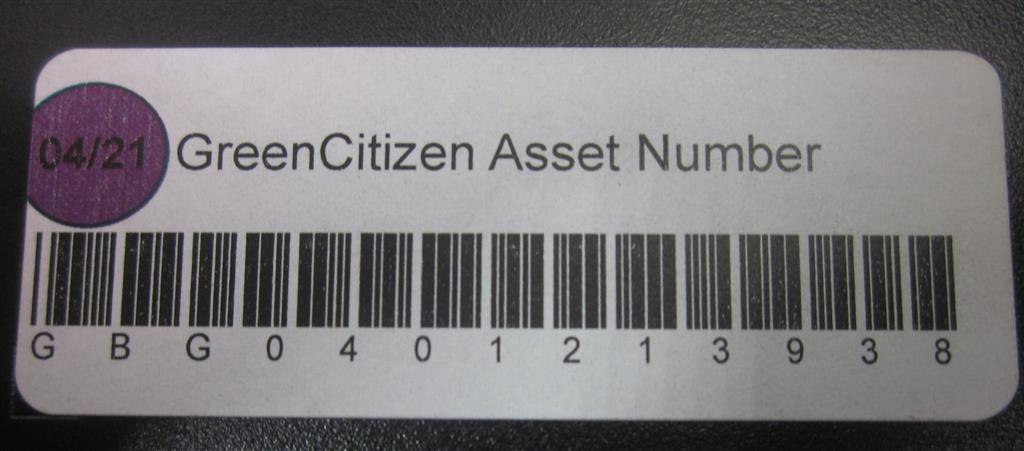 04/21 GreenCitizen Asset Number
G B G 0 4 0 1 2 1 3 9 3 8